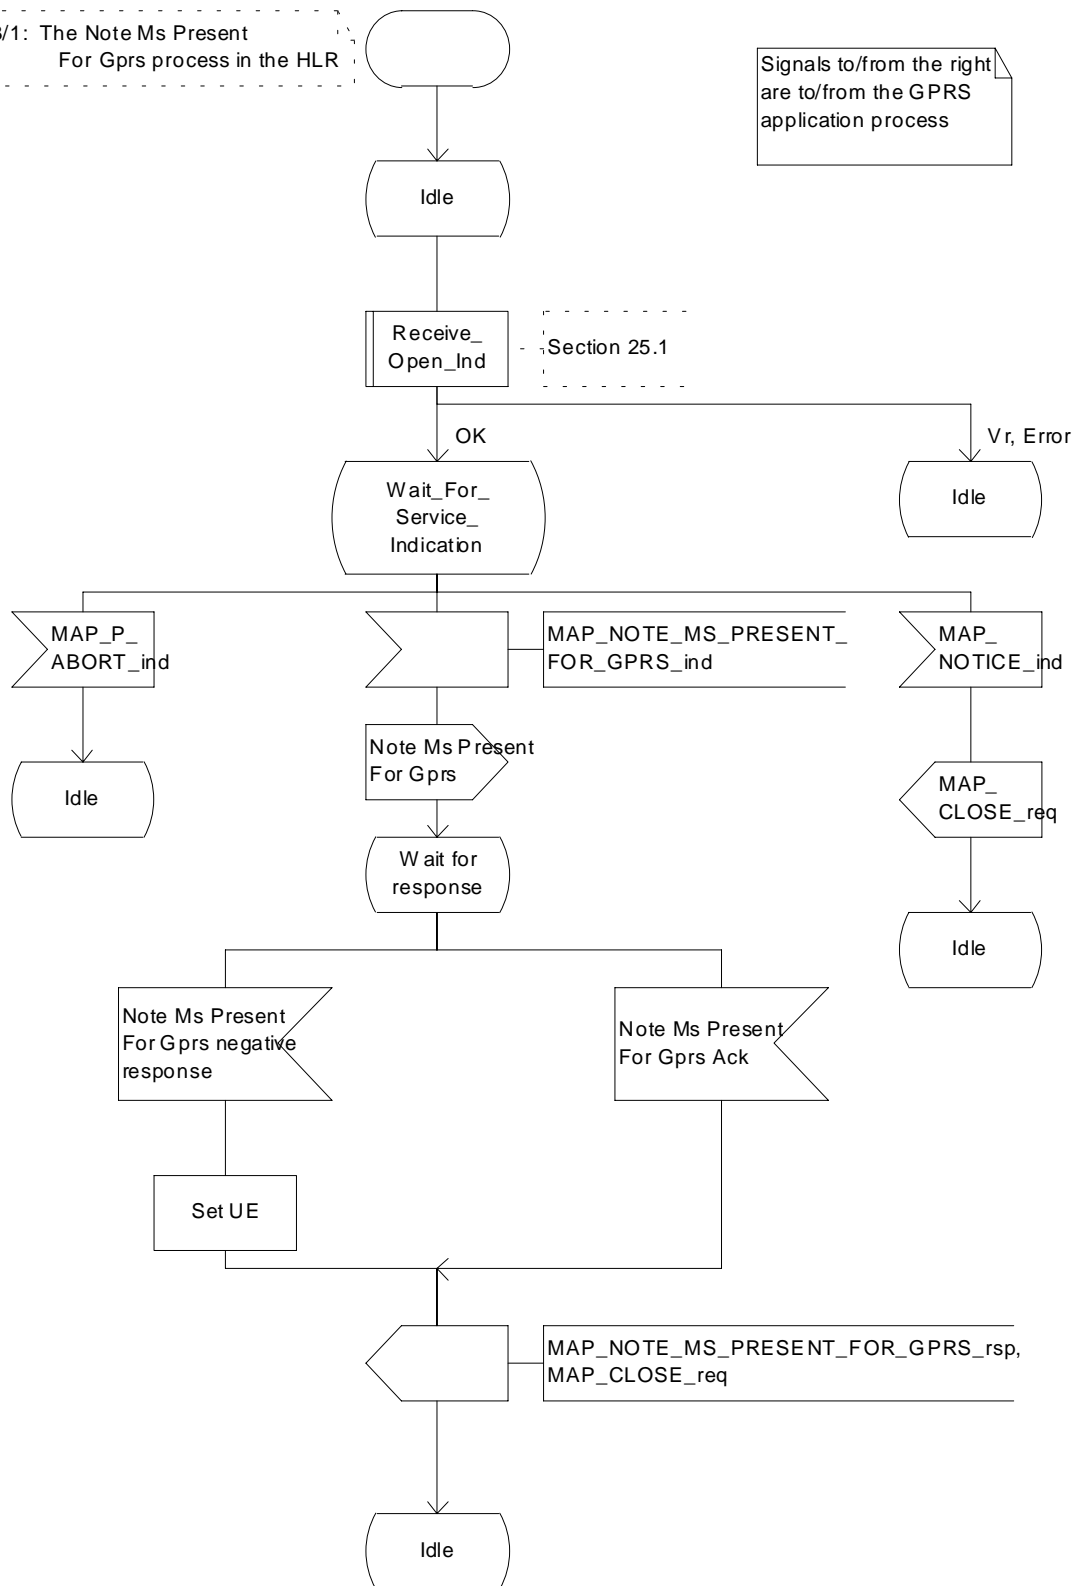 3/1: The Note Ms Present
For Gprs process in the HLR
Signals to/from the right
are to/from the GPRS
application process
Idle
Receive_
Open_Ind
Section 25.1
OK
Vr, Error
Wait_For_
Service_
Indication
Idle
MAP_P_
ABORT_ind
MAP_NOTE_MS_PRESENT_
FOR_GPRS_ind
MAP_
NOTICE_ind
Note Ms Present
For Gprs
Idle
MAP_
CLOSE_req
Wait for
response
Idle
Note Ms Present
For Gprs negative
response
Note Ms Present
For Gprs Ack
Set UE
MAP_NOTE_MS_PRESENT_FOR_GPRS_rsp,
MAP_CLOSE_req
Idle